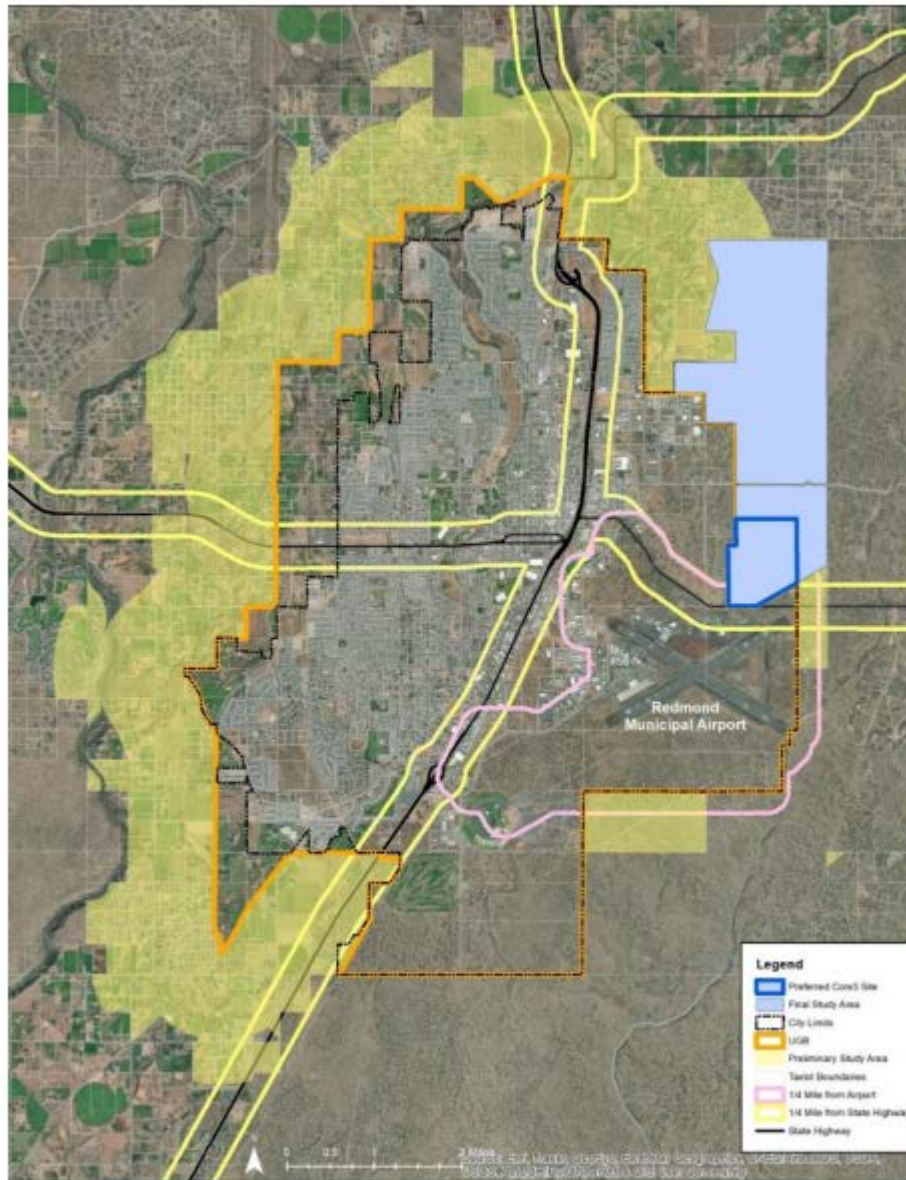 Redmond
Municipal Airport
Legend
Preferred Core3 Site
Final Study Area
City Limits
UGB
Preliminary Study Area
Taxlot Boundaries
1/4 Mile from Airport
1/4 Mile from State Highway
State Highway
0 0.5 1 2 Miles